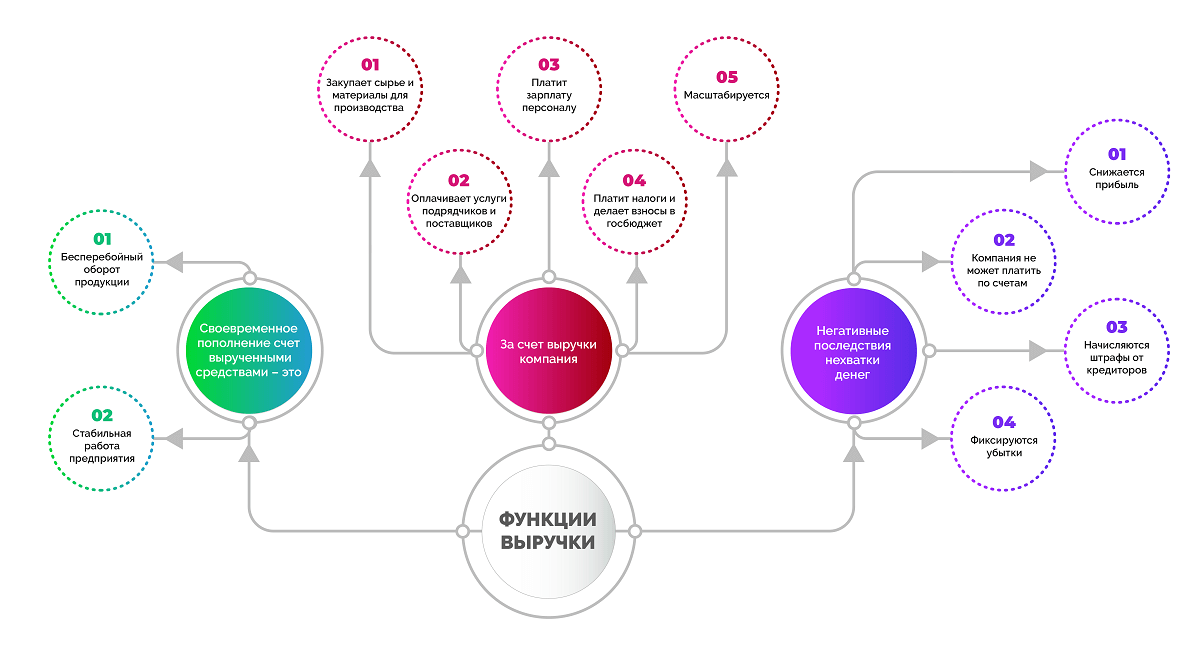 01
Закупает сырье и
материалы для
производства
02
Оплачивает услуги
подрядчиков и
поставщиков
03
Платит
зарплату
персоналу
04
Платит налоги и
делает взносы в
госбюджет
05
Масштабируется
01
Бесперебойный
оборот
продукции
02
Стабильная
работа
предприятия
Своевременное
пополнение счет
вырученными
средствами – это
За счет выручки
компания
Негативные
последствия
нехватки
денег
01
Снижается
прибыль
02
Компания не
может платить
по счетам
03
Начисляются
штрафы от
кредиторов
04
Фиксируются
убытки
ФУНКЦИИ
ВЫРУЧКИ